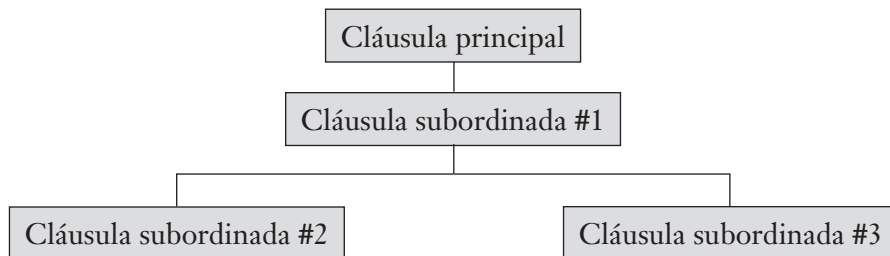 Cláusula principal
Cláusula subordinada #1
Cláusula subordinada #2
Cláusula subordinada #3